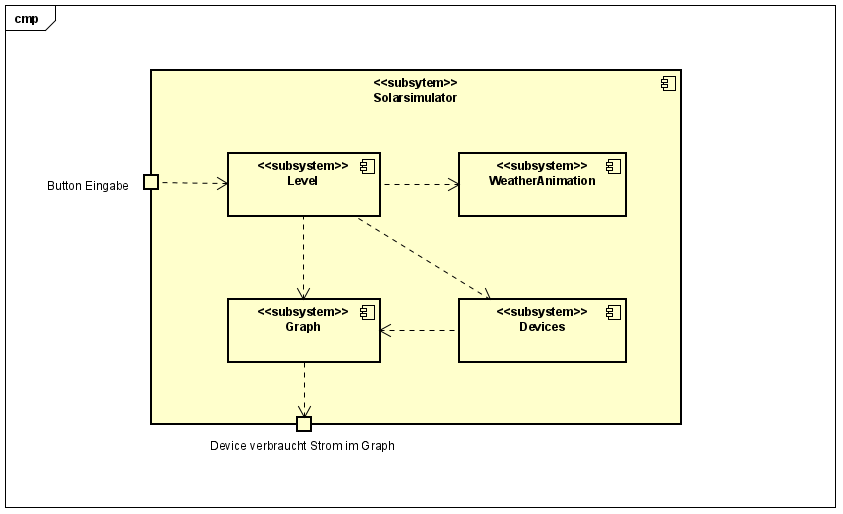 cmp
<<subsytem>>
Solarsimulator
<<subsystem>>
Level
<<subsystem>>
WeatherAnimation
Button Eingabe
<<subsystem>>
Graph
<<subsystem>>
Devices
Device verbraucht Strom im Graph